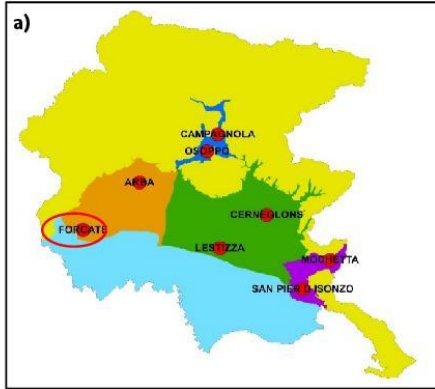 a)
CAMPAGNOLA
OSOPPO
ARBA
FORCATE
CERNEGLONS
LESTIZZA
MOCHETTA
SAN PIER D ISONZO